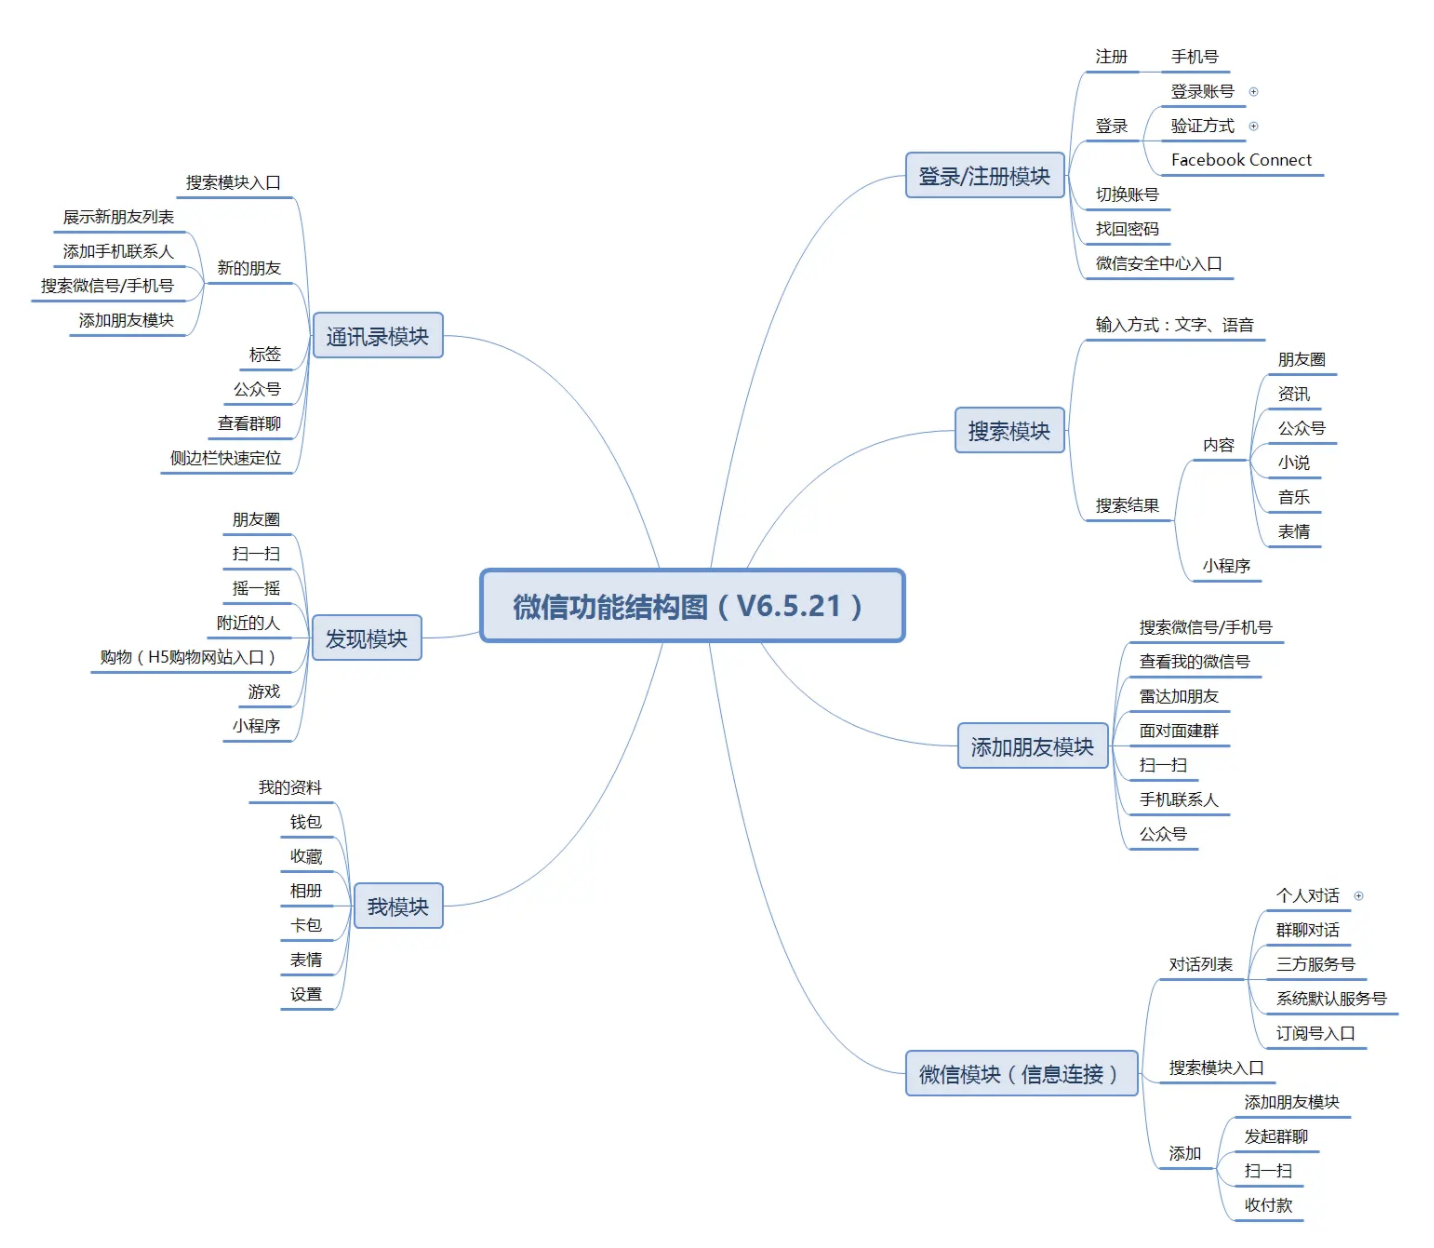 微信功能结构图（V6.5.21）
登录/注册模块
注册
手机号
登录
登录账号
验证方式
Facebook Connect
切换账号
找回密码
微信安全中心入口
搜索模块
输入方式：文字、语音
搜索结果
内容
朋友圈
资讯
公众号
小说
音乐
表情
小程序
添加朋友模块
搜索微信号/手机号
查看我的微信号
雷达加朋友
面对面建群
扫一扫
手机联系人
公众号
微信模块（信息连接）
对话列表
个人对话
群聊对话
三方服务号
系统默认服务号
订阅号入口
搜索模块入口
添加
添加朋友模块
发起群聊
扫一扫
收付款
通讯录模块
搜索模块入口
新的朋友
展示新朋友列表
添加手机联系人
搜索微信号/手机号
添加朋友模块
标签
公众号
查看群聊
侧边栏快速定位
发现模块
朋友圈
扫一扫
摇一摇
附近的人
购物（H5购物网站入口）
游戏
小程序
我模块
我的资料
钱包
收藏
相册
卡包
表情
设置